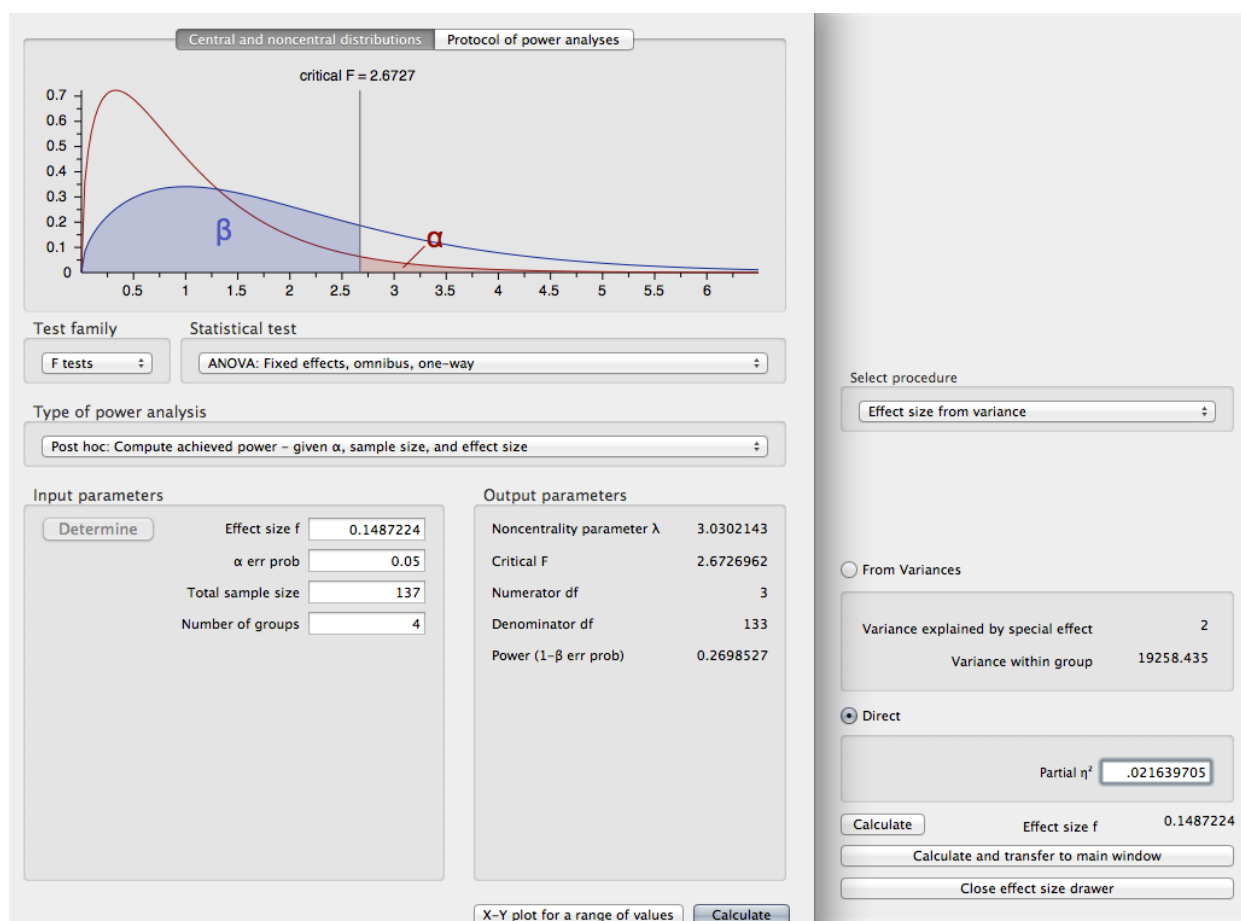 Central and noncentral distributions
Protocol of power analyses
critical F = 2.6727
0.7
0.6
0.5
0.4
0.3
0.2
0.1
0
β
α
0.5 1 1.5 2 2.5 3 3.5 4 4.5 5 5.5 6
Test family
Statistical test
F tests
ANOVA: Fixed effects, omnibus, one-way
Type of power analysis
Post hoc: Compute achieved power – given α, sample size, and effect size
Input parameters
Determine
Effect size f 0.1487224
α err prob 0.05
Total sample size 137
Number of groups 4
Output parameters
Noncentrality parameter λ 3.0302143
Critical F 2.6726962
Numerator df 3
Denominator df 133
Power (1-β err prob) 0.2698527
X-Y plot for a range of values
Calculate
Select procedure
Effect size from variance
From Variances
Variance explained by special effect 2
Variance within group 19258.435
Direct
Partial η² .021639705
Calculate
Effect size f 0.1487224
Calculate and transfer to main window
Close effect size drawer